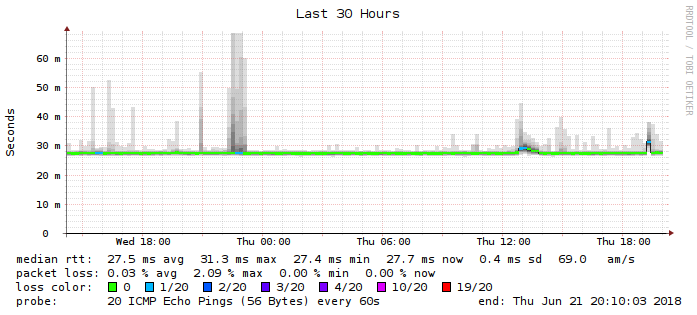 Last 30 Hours
RRDTOOL / TOBI OETIKER
Seconds
60 m
50 m
40 m
30 m
20 m
10 m
0
Wed 18:00 Thu 00:00 Thu 06:00 Thu 12:00 Thu 18:00
median rtt: 27.5 ms avg 31.3 ms max 27.4 ms min 27.7 ms now 0.4 ms sd 69.0 am/s
packet loss: 0.03 % avg 2.09 % max 0.00 % min 0.00 % now
loss color: 0 1/20 2/20 3/20 4/20 10/20 19/20
probe: 20 ICMP Echo Pings (56 Bytes) every 60s end: Thu Jun 21 20:10:03 2018